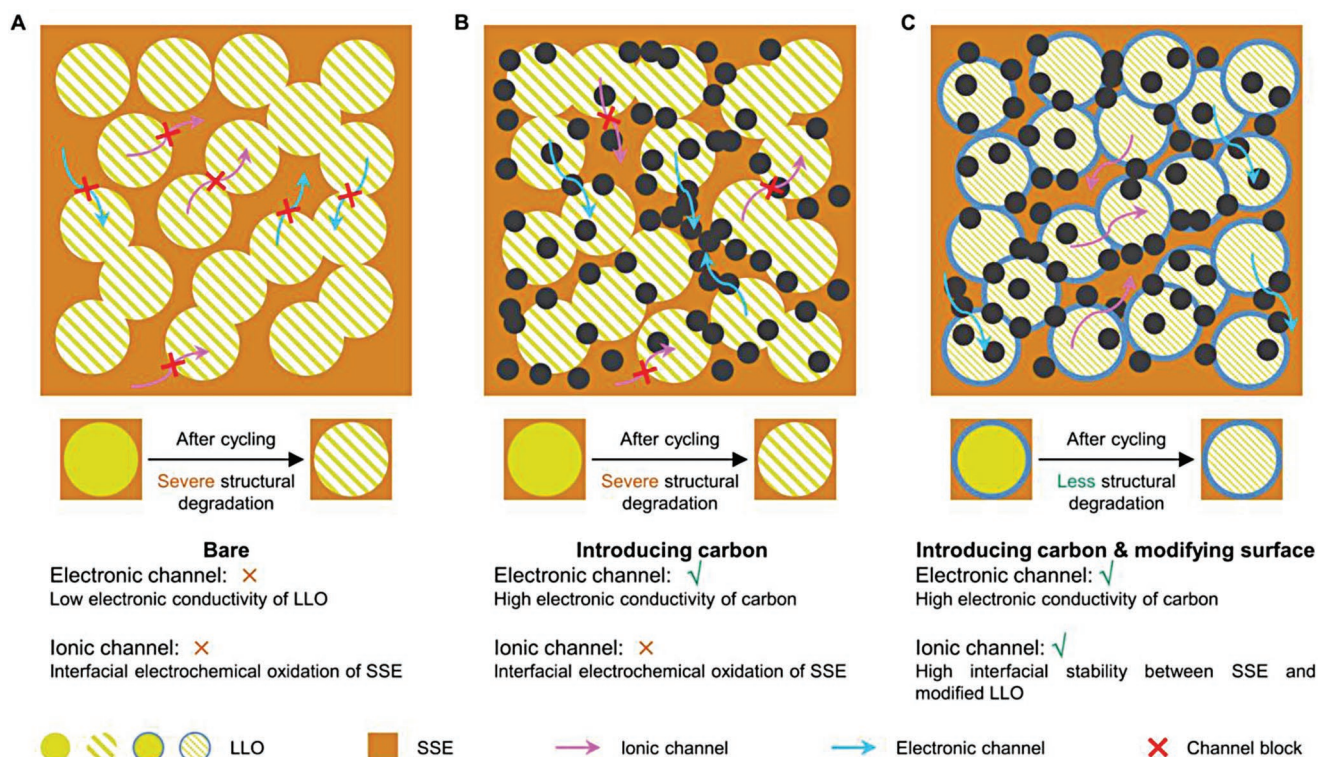 A
B
C
After cycling
Severe structural
degradation
After cycling
Severe structural
degradation
After cycling
Less structural
degradation
Bare
Electronic channel: ×
Low electronic conductivity of LLO
Ionic channel: ×
Interfacial electrochemical oxidation of SSE
Introducing carbon
Electronic channel: √
High electronic conductivity of carbon
Ionic channel: ×
Interfacial electrochemical oxidation of SSE
Introducing carbon & modifying surface
Electronic channel: √
High electronic conductivity of carbon
Ionic channel: √
High interfacial stability between SSE and
modified LLO
LLO
SSE
Ionic channel
Electronic channel
Channel block